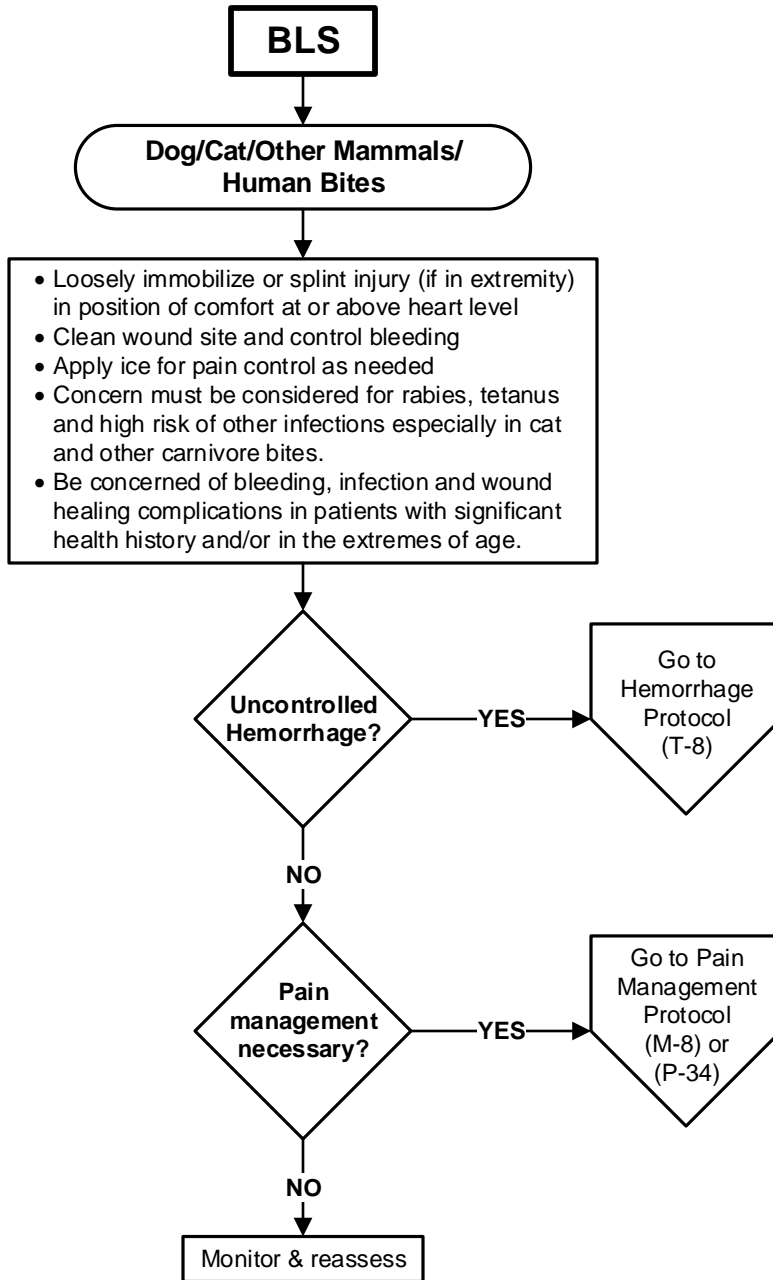 BLS
Dog/Cat/Other Mammals/
Human Bites
• Loosely immobilize or splint injury (if in extremity)
in position of comfort at or above heart level
• Clean wound site and control bleeding
• Apply ice for pain control as needed
• Concern must be considered for rabies, tetanus
and high risk of other infections especially in cat
and other carnivore bites.
• Be concerned of bleeding, infection and wound
healing complications in patients with significant
health history and/or in the extremes of age.
Uncontrolled
Hemorrhage?
YES
Go to
Hemorrhage
Protocol
(T-8)
NO
Pain
management
necessary?
YES
Go to Pain
Management
Protocol
(M-8) or
(P-34)
NO
Monitor & reassess